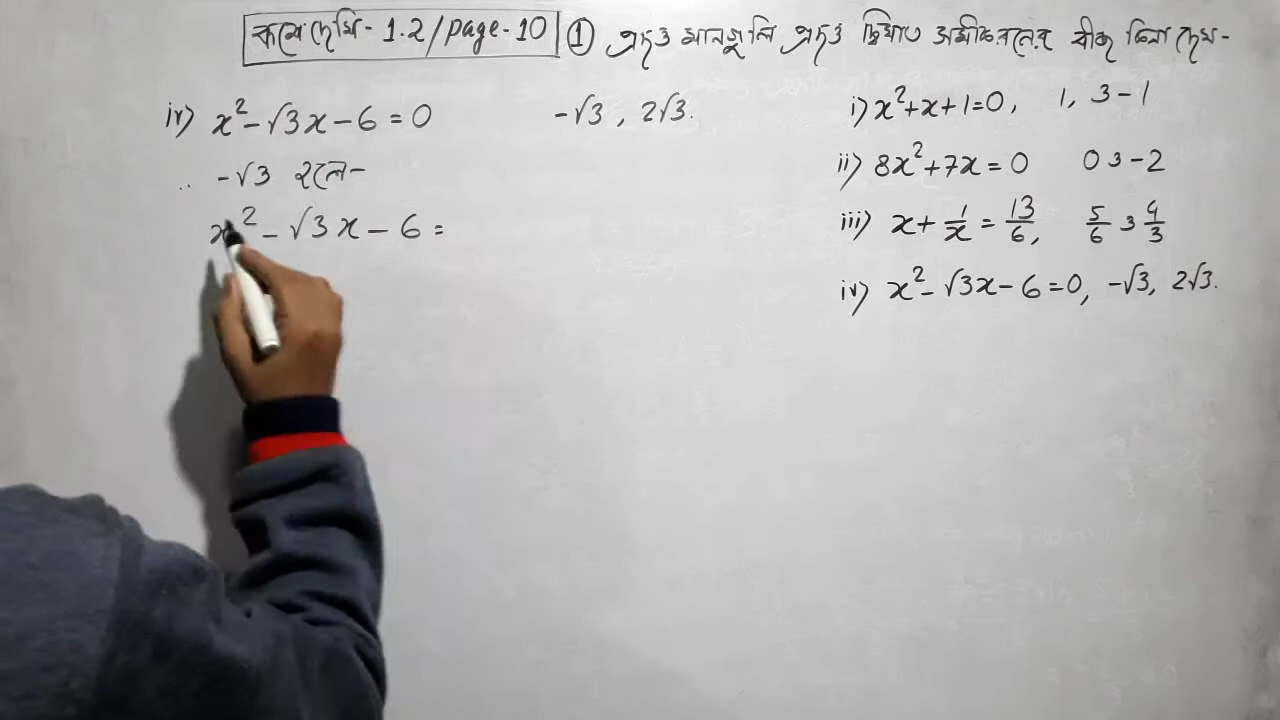 কষে দেখি - 1.2 / page - 10 ① প্রদত্ত মানগুলি প্রদত্ত দ্বিঘাত সমীকরণের বীজ কিনা দেখ -
iv) x² - √3x - 6 = 0 -√3 , 2√3.
-√3 হলে -
x² - √3x - 6 =
i) x² + x + 1 = 0, 1, ও - 1
ii) 8x² + 7x = 0 0 ও -2
iii) x + 1/x = 13/6, 5/6 ও 4/3
iv) x² - √3x - 6 = 0, -√3, 2√3.